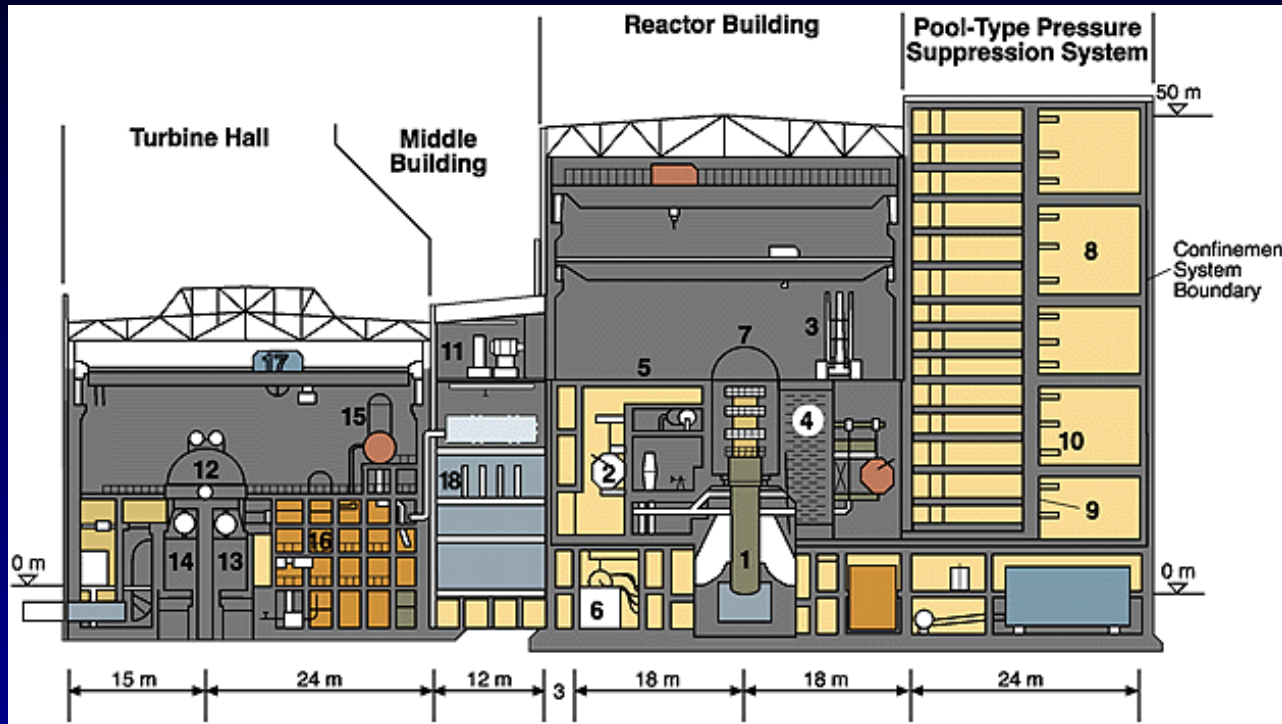 Reactor Building
Pool-Type Pressure
Suppression System
50 m
Turbine Hall
Middle
Building
8
Confinemen
System
Boundary
17
11
3
7
5
15
4
10
12
2
18
9
16
14
13
1
0 m
0 m
6
15 m
24 m
12 m
3
18 m
18 m
24 m